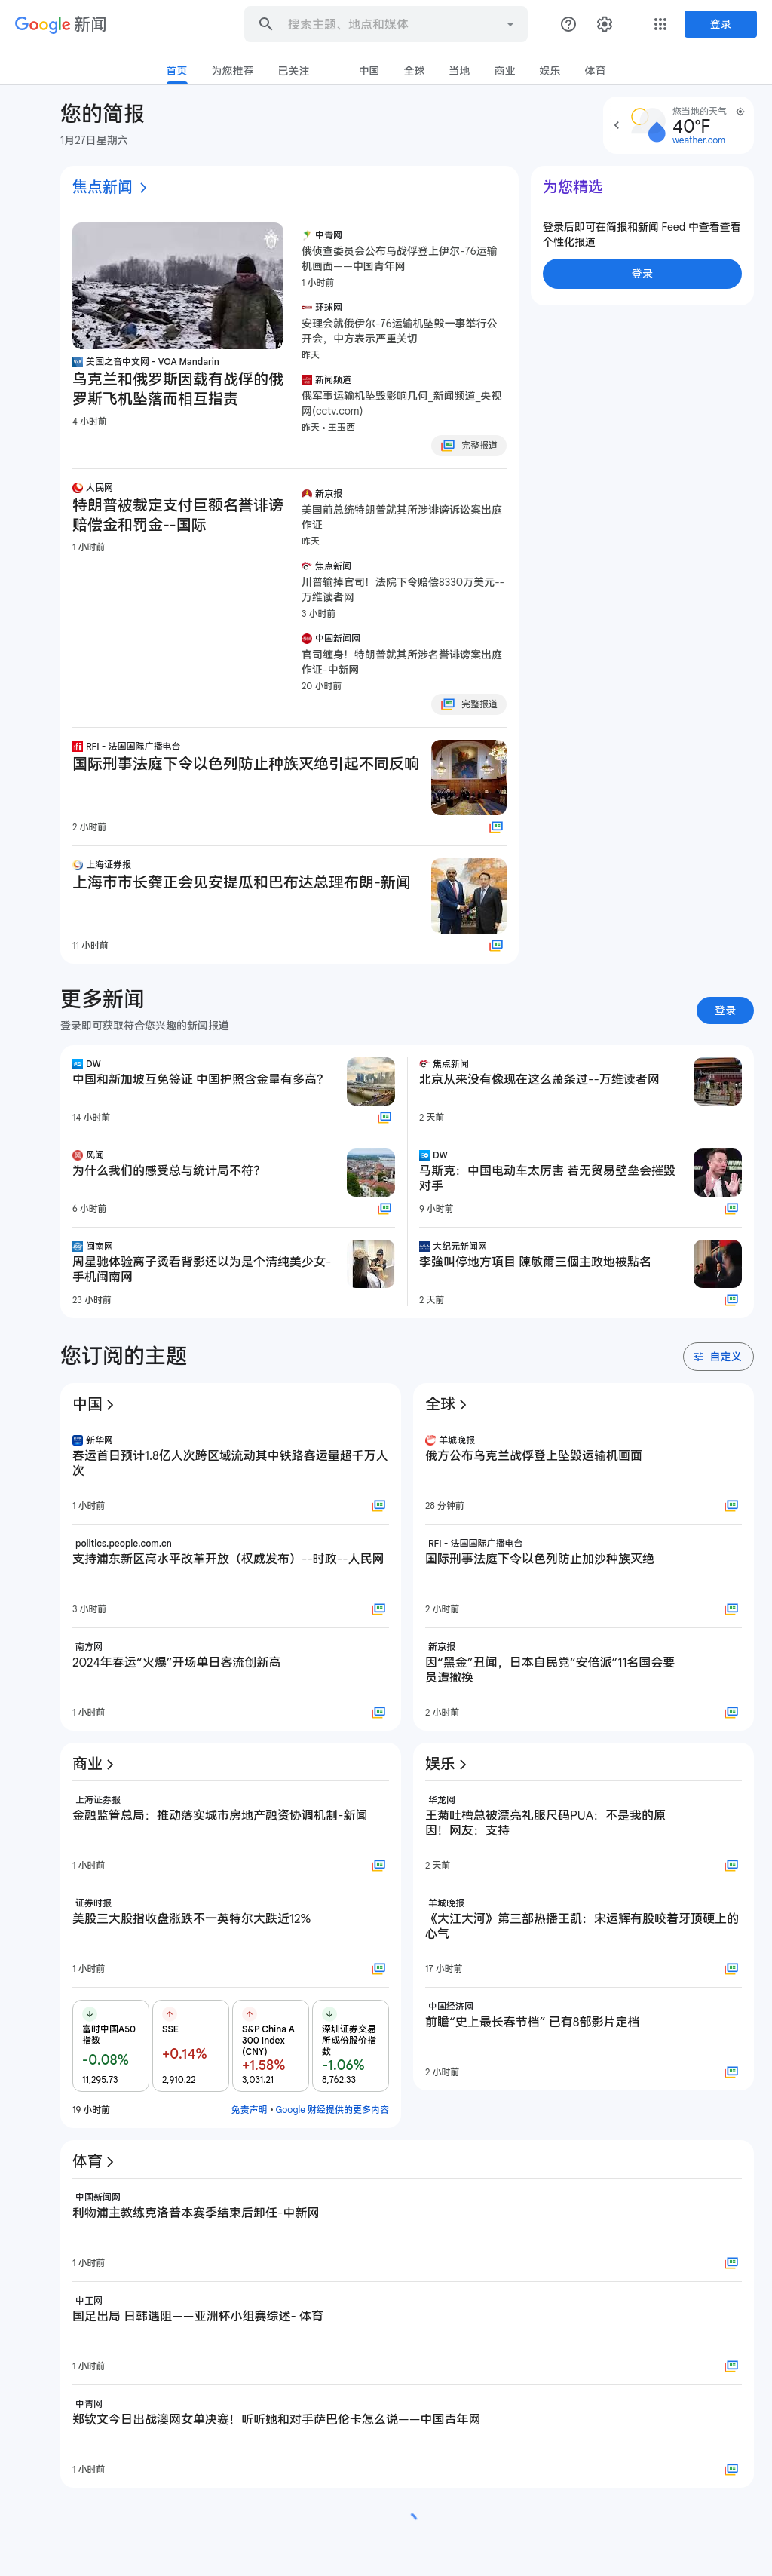 Google 新闻
搜索主题、地点和媒体
登录
首页
为您推荐
已关注
中国
全球
当地
商业
娱乐
体育
您的简报
1月27日星期六
您当地的天气
40°F
weather.com
焦点新闻
美国之音中文网 - VOA Mandarin
乌克兰和俄罗斯因载有战俘的俄
罗斯飞机坠落而相互指责
4 小时前
中青网
俄侦查委员会公布乌战俘登上伊尔-76运输
机画面——中国青年网
1 小时前
环球网
安理会就俄伊尔-76运输机坠毁一事举行公
开会，中方表示严重关切
昨天
新闻频道
俄军事运输机坠毁影响几何_新闻频道_央视
网(cctv.com)
昨天 • 王玉西
完整报道
人民网
特朗普被裁定支付巨额名誉诽谤
赔偿金和罚金--国际
1 小时前
新京报
美国前总统特朗普就其所涉诽谤诉讼案出庭
作证
昨天
焦点新闻
川普输掉官司！法院下令赔偿8330万美元--
万维读者网
3 小时前
中国新闻网
官司缠身！特朗普就其所涉名誉诽谤案出庭
作证-中新网
20 小时前
完整报道
RFI - 法国国际广播电台
国际刑事法庭下令以色列防止种族灭绝引起不同反响
2 小时前
上海证券报
上海市市长龚正会见安提瓜和巴布达总理布朗-新闻
11 小时前
为您精选
登录后即可在简报和新闻 Feed 中查看查看
个性化报道
登录
更多新闻
登录即可获取符合您兴趣的新闻报道
登录
DW
中国和新加坡互免签证 中国护照含金量有多高？
14 小时前
风闻
为什么我们的感受总与统计局不符？
6 小时前
闽南网
周星驰体验离子烫看背影还以为是个清纯美少女-
手机闽南网
23 小时前
焦点新闻
北京从来没有像现在这么萧条过--万维读者网
2 天前
DW
马斯克：中国电动车太厉害 若无贸易壁垒会摧毁
对手
9 小时前
大纪元新闻网
李強叫停地方項目 陳敏爾三個主政地被點名
2 天前
您订阅的主题
自定义
中国
新华网
春运首日预计1.8亿人次跨区域流动其中铁路客运量超千万人
次
1 小时前
politics.people.com.cn
支持浦东新区高水平改革开放（权威发布）--时政--人民网
3 小时前
南方网
2024年春运“火爆”开场单日客流创新高
1 小时前
全球
羊城晚报
俄方公布乌克兰战俘登上坠毁运输机画面
28 分钟前
RFI - 法国国际广播电台
国际刑事法庭下令以色列防止加沙种族灭绝
2 小时前
新京报
因“黑金”丑闻，日本自民党“安倍派”11名国会要
员遭撤换
2 小时前
商业
上海证券报
金融监管总局：推动落实城市房地产融资协调机制-新闻
1 小时前
证券时报
美股三大股指收盘涨跌不一英特尔大跌近12%
1 小时前
富时中国A50
指数
-0.08%
11,295.73
SSE
+0.14%
2,910.22
S&P China A
300 Index
(CNY)
+1.58%
3,031.21
深圳证券交易
所成份股价指
数
-1.06%
8,762.33
19 小时前
免责声明 • Google 财经提供的更多内容
娱乐
华龙网
王菊吐槽总被漂亮礼服尺码PUA：不是我的原
因！网友：支持
2 天前
羊城晚报
《大江大河》第三部热播王凯：宋运辉有股咬着牙顶硬上的
心气
17 小时前
中国经济网
前瞻“史上最长春节档” 已有8部影片定档
2 小时前
体育
中国新闻网
利物浦主教练克洛普本赛季结束后卸任-中新网
1 小时前
中工网
国足出局 日韩遇阻——亚洲杯小组赛综述- 体育
1 小时前
中青网
郑钦文今日出战澳网女单决赛！听听她和对手萨巴伦卡怎么说——中国青年网
1 小时前